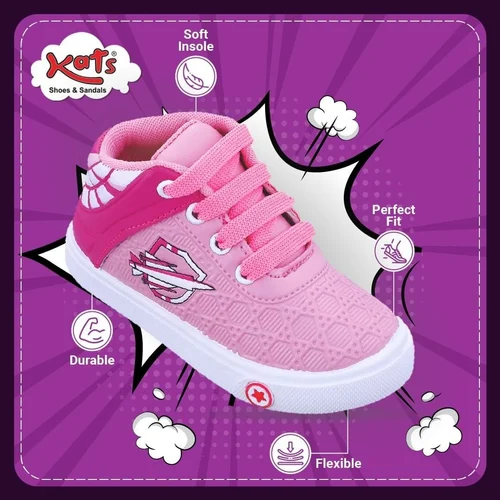 Kats®
Shoes & Sandals
Soft
Insole
Perfect
Fit
Durable
Flexible